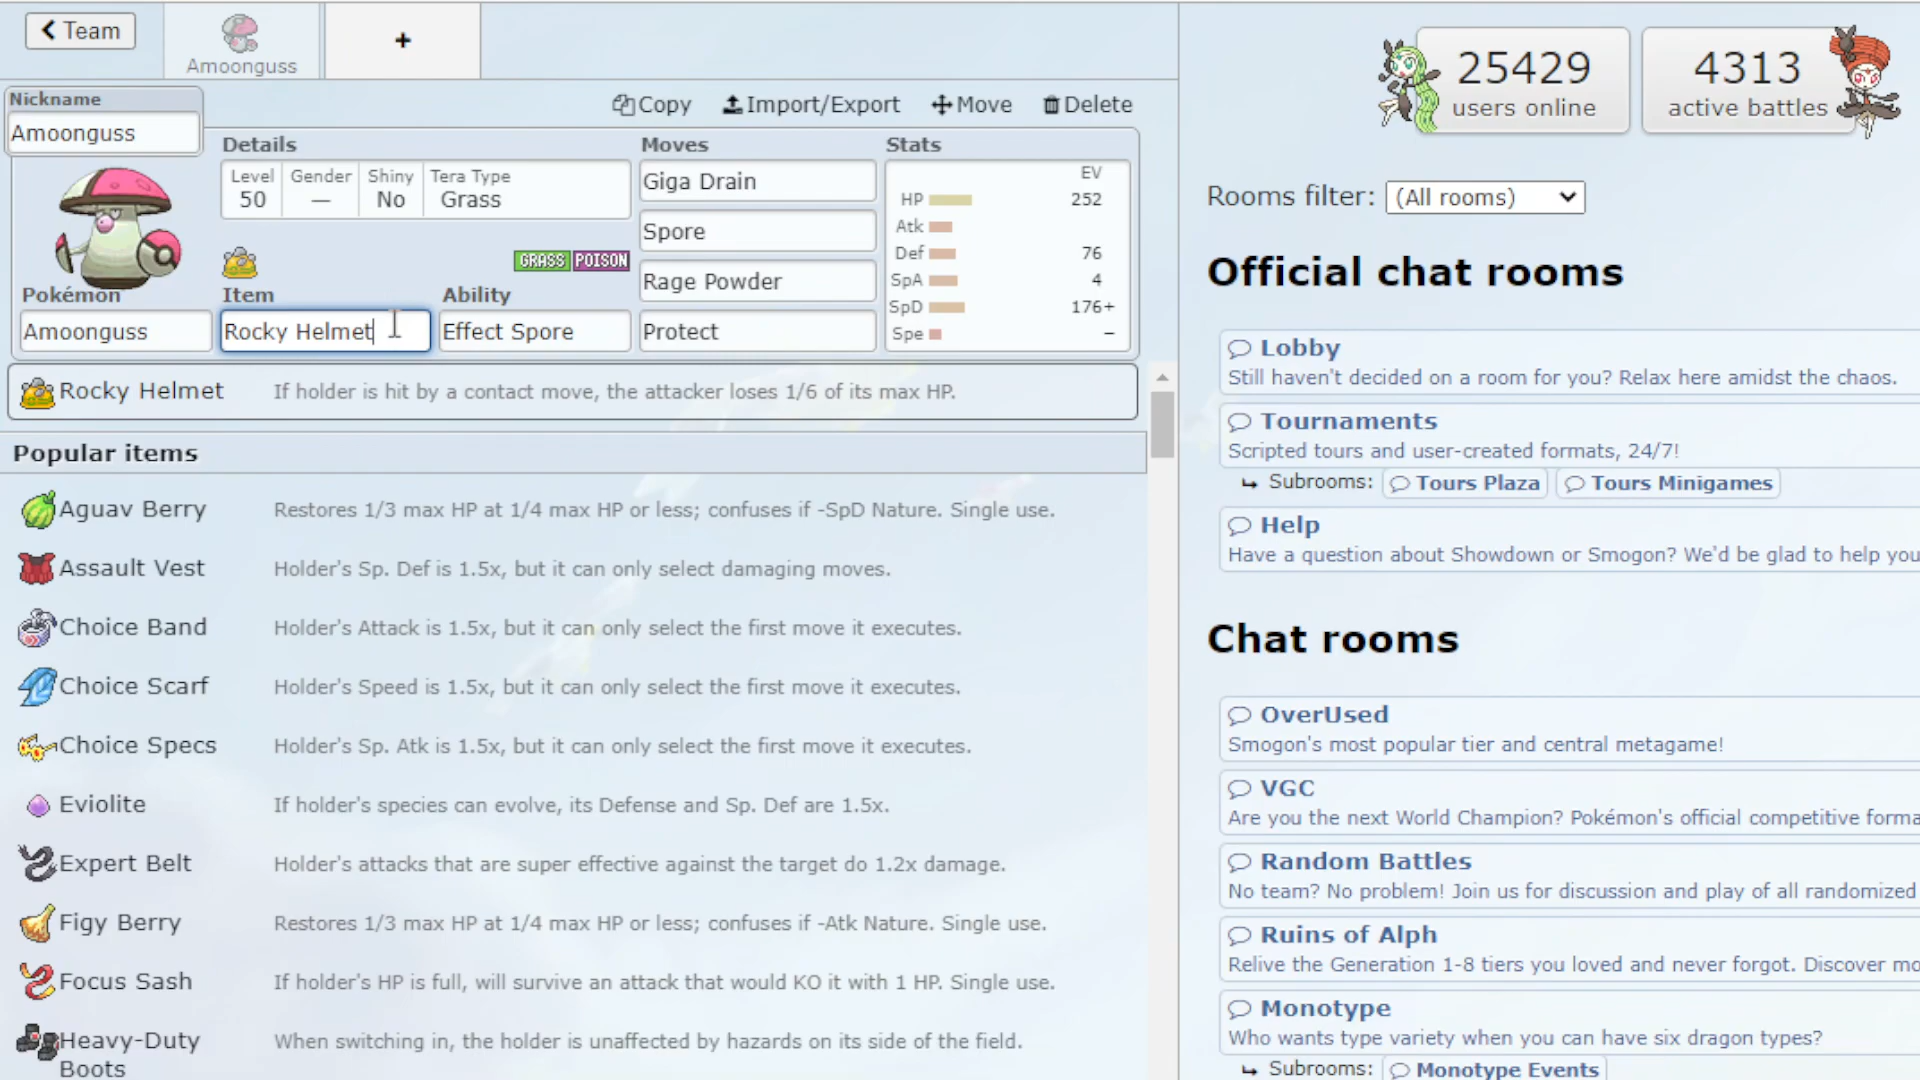 Team
Amoonguss
+
Nickname
Amoonguss
Copy
Import/Export
Move
Delete
Details
Level
50
Gender
—
Shiny
No
Tera Type
Grass
GRASS POISON
Pokémon
Amoonguss
Item
Rocky Helmet
Ability
Effect Spore
Moves
Giga Drain
Spore
Rage Powder
Protect
Stats
EV
HP 252
Atk
Def 76
SpA 4
SpD 176+
Spe –
Rocky Helmet If holder is hit by a contact move, the attacker loses 1/6 of its max HP.
Popular items
Aguav Berry Restores 1/3 max HP at 1/4 max HP or less; confuses if -SpD Nature. Single use.
Assault Vest Holder's Sp. Def is 1.5x, but it can only select damaging moves.
Choice Band Holder's Attack is 1.5x, but it can only select the first move it executes.
Choice Scarf Holder's Speed is 1.5x, but it can only select the first move it executes.
Choice Specs Holder's Sp. Atk is 1.5x, but it can only select the first move it executes.
Eviolite If holder's species can evolve, its Defense and Sp. Def are 1.5x.
Expert Belt Holder's attacks that are super effective against the target do 1.2x damage.
Figy Berry Restores 1/3 max HP at 1/4 max HP or less; confuses if -Atk Nature. Single use.
Focus Sash If holder's HP is full, will survive an attack that would KO it with 1 HP. Single use.
Heavy-Duty Boots When switching in, the holder is unaffected by hazards on its side of the field.
25429
users online
4313
active battles
Rooms filter: (All rooms)
Official chat rooms
Lobby
Still haven't decided on a room for you? Relax here amidst the chaos.
Tournaments
Scripted tours and user-created formats, 24/7!
Subrooms: Tours Plaza Tours Minigames
Help
Have a question about Showdown or Smogon? We'd be glad to help you
Chat rooms
OverUsed
Smogon's most popular tier and central metagame!
VGC
Are you the next World Champion? Pokémon's official competitive forma
Random Battles
No team? No problem! Join us for discussion and play of all randomized
Ruins of Alph
Relive the Generation 1-8 tiers you loved and never forgot. Discover mo
Monotype
Who wants type variety when you can have six dragon types?
Subrooms: Monotype Events